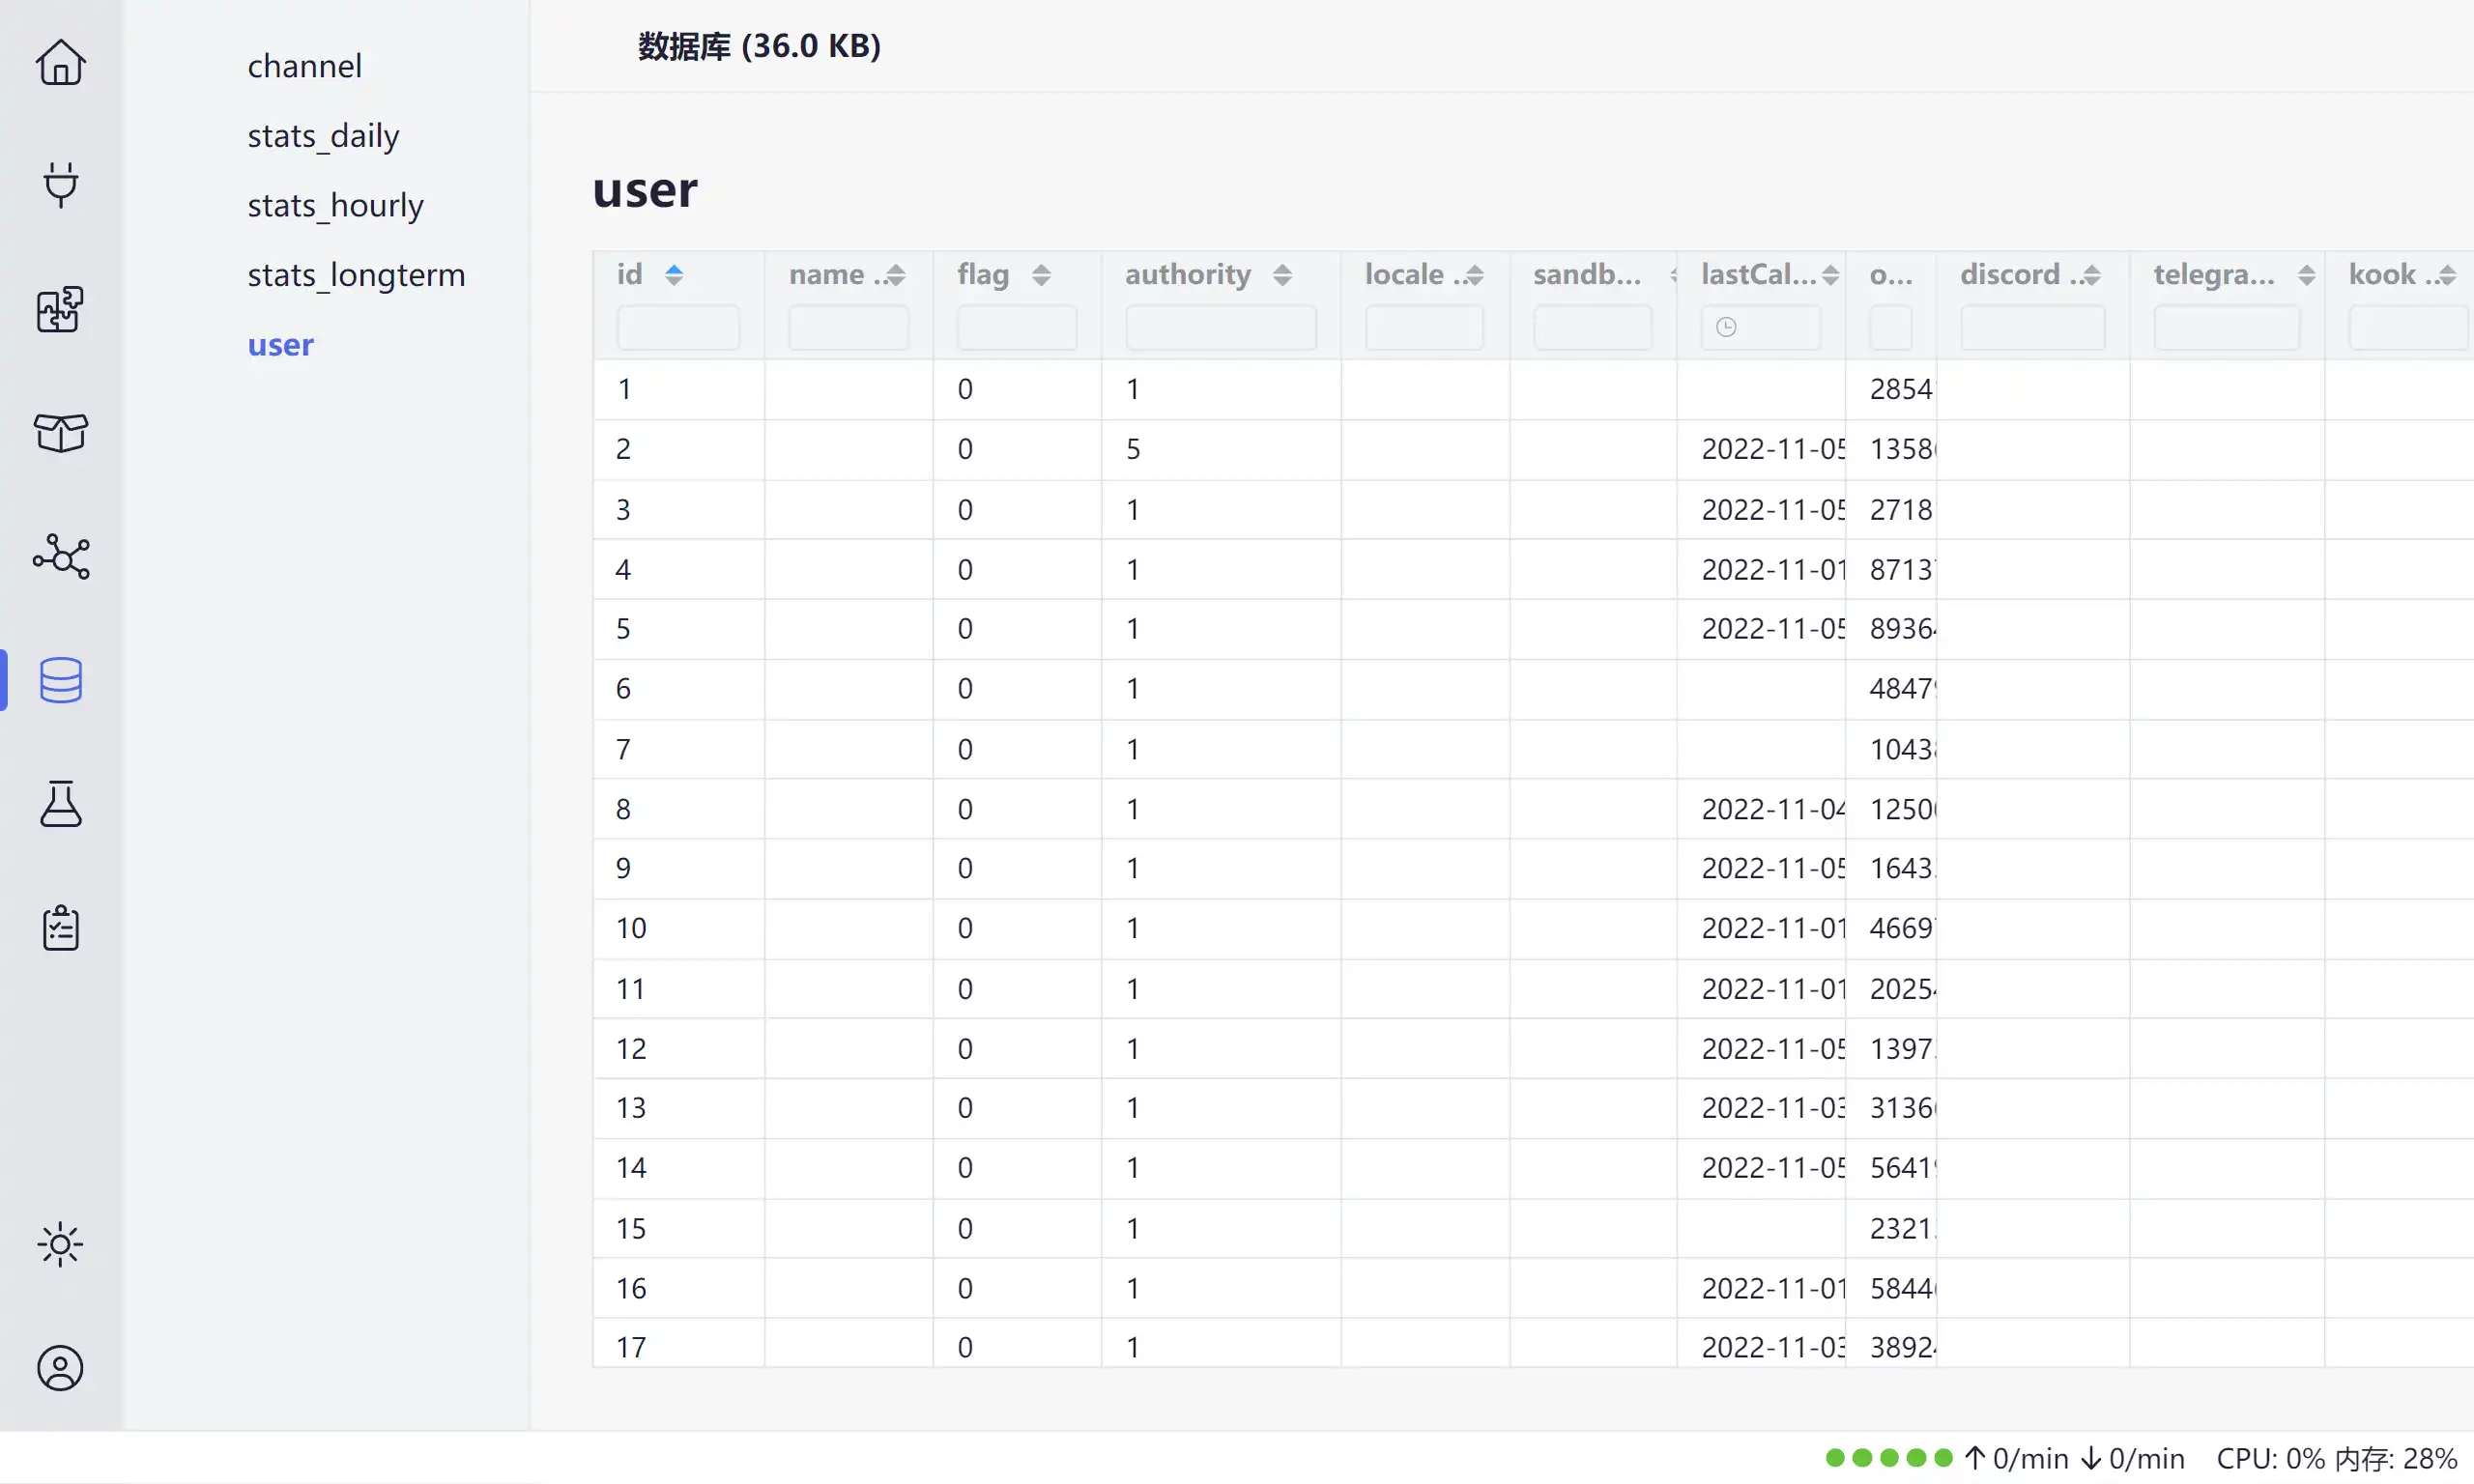 channel
stats_daily
stats_hourly
stats_longterm
user
数据库 (36.0 KB)
user
id name ... flag authority locale ... sandb... lastCal... o... discord ... telegra... kook ...
1 0 1 2854
2 0 5 2022-11-05 1358
3 0 1 2022-11-05 2718
4 0 1 2022-11-01 8713
5 0 1 2022-11-05 8936
6 0 1 4847
7 0 1 1043
8 0 1 2022-11-04 1250
9 0 1 2022-11-05 1643
10 0 1 2022-11-01 4669
11 0 1 2022-11-01 2025
12 0 1 2022-11-05 1397
13 0 1 2022-11-03 3136
14 0 1 2022-11-05 5641
15 0 1 2321
16 0 1 2022-11-01 5844
17 0 1 2022-11-03 3892
↑ 0/min ↓ 0/min CPU: 0% 内存: 28%